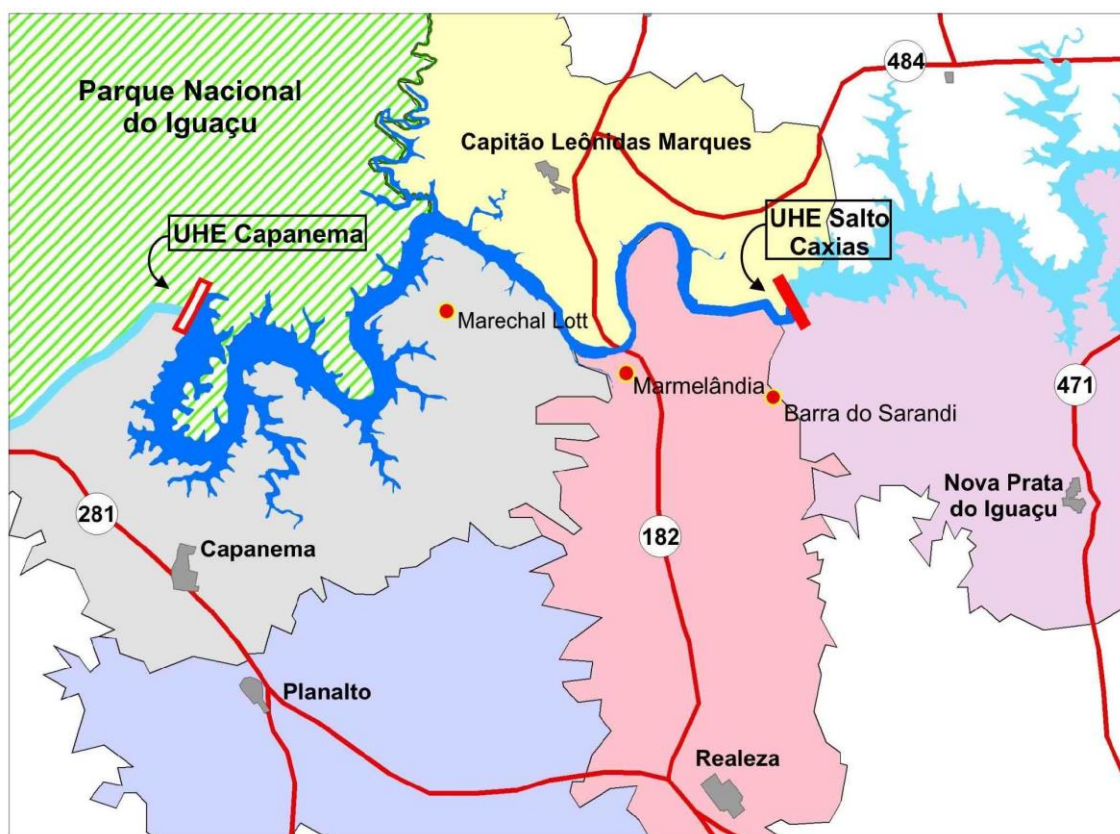 Parque Nacional
do Iguaçu
484
Capitão Leônidas Marques
UHE Capanema
UHE Salto
Caxias
Marechal Lott
Marmelândia
471
Barra do Sarandi
Nova Prata
do Iguaçu
281
182
Capanema
Planalto
Realeza